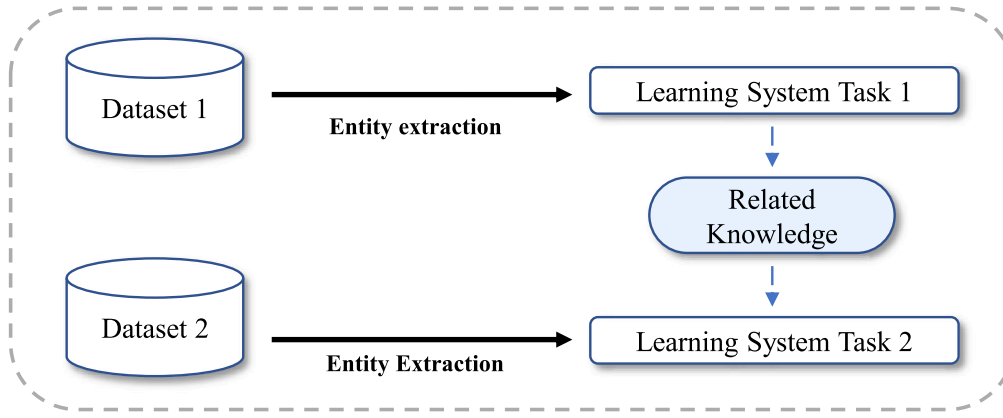 Dataset 1
Entity extraction
Learning System Task 1
Related
Knowledge
Dataset 2
Entity Extraction
Learning System Task 2